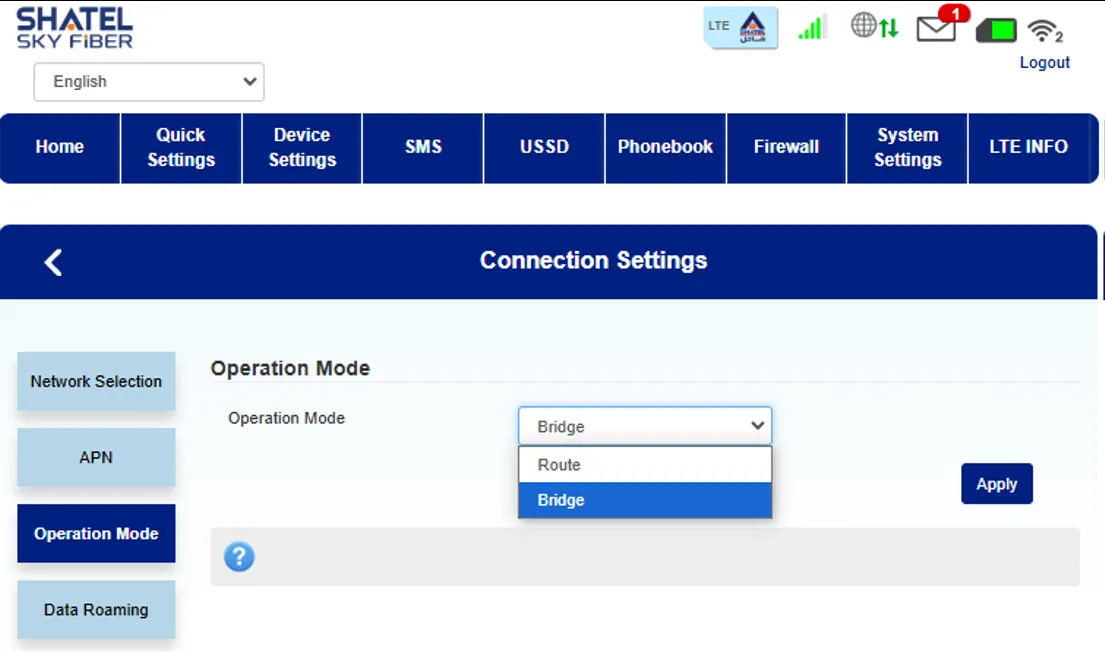 SHATEL
SKY FiBER
LTE
1
2
Logout
English
Home
Quick Settings
Device Settings
SMS
USSD
Phonebook
Firewall
System Settings
LTE INFO
Connection Settings
Network Selection
APN
Operation Mode
Data Roaming
Operation Mode
Operation Mode
Bridge
Route
Bridge
Apply
?